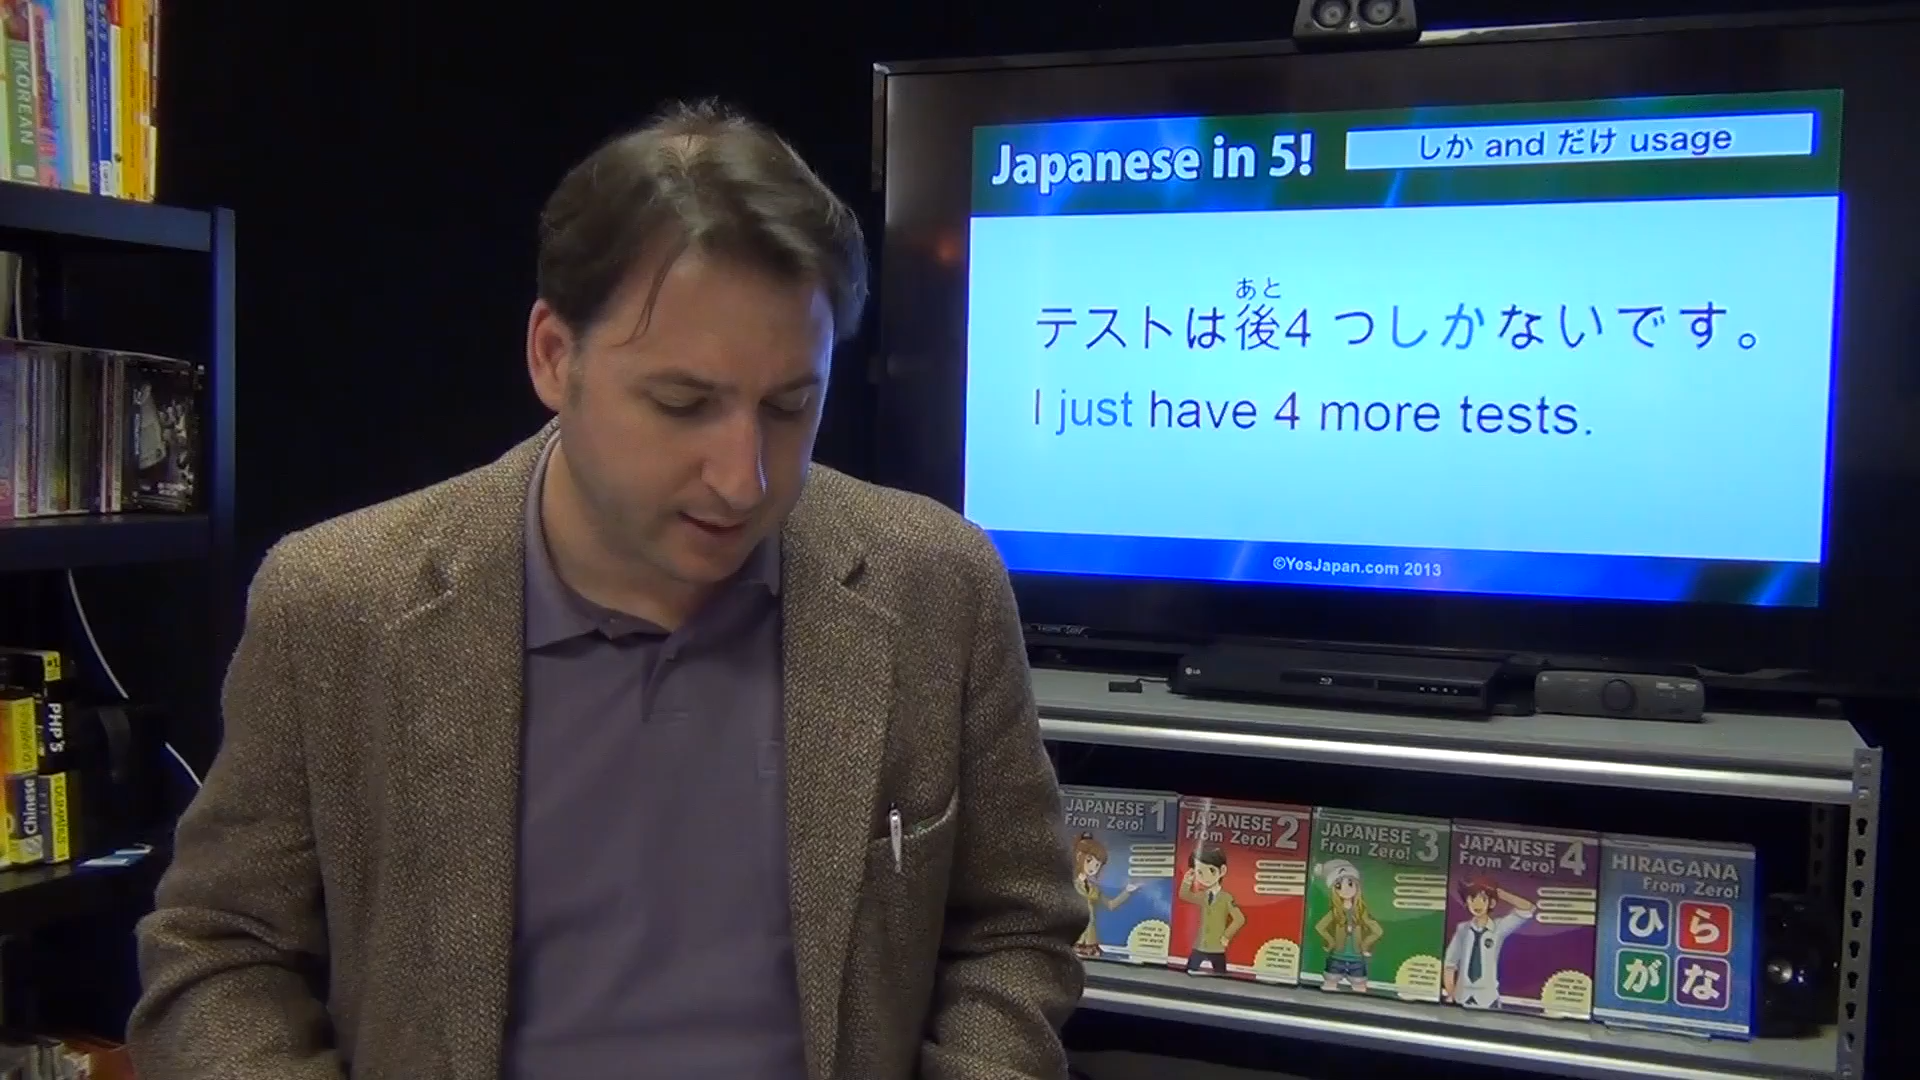 KOREAN
Japanese in 5!
しか and だけ usage
あと
テストは後4つしかないです。
I just have 4 more tests.
©YesJapan.com 2013
LG
#1
PHP 5
Chinese
JAPANESE 1
From Zero!
JAPANESE 2
From Zero!
JAPANESE 3
From Zero!
JAPANESE 4
From Zero!
HIRAGANA
From Zero!
ひら
がな